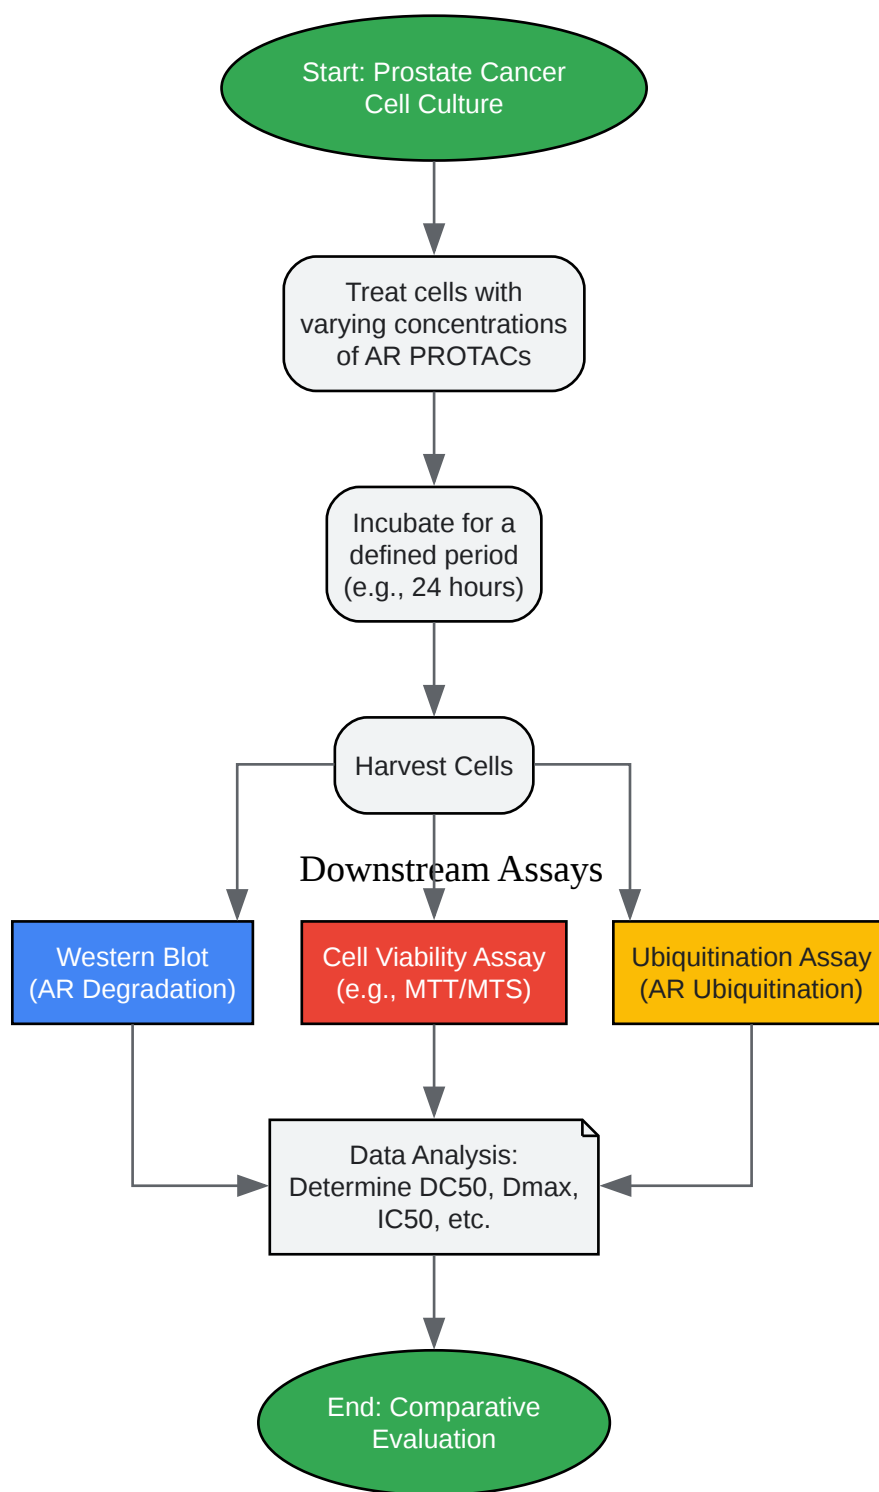 Start: Prostate Cancer
Cell Culture
Treat cells with
varying concentrations
of AR PROTACs
Incubate for a
defined period
(e.g., 24 hours)
Harvest Cells
Downstream Assays
Western Blot
(AR Degradation)
Cell Viability Assay
(e.g., MTT/MTS)
Ubiquitination Assay
(AR Ubiquitination)
Data Analysis:
Determine DC50, Dmax,
IC50, etc.
End: Comparative
Evaluation